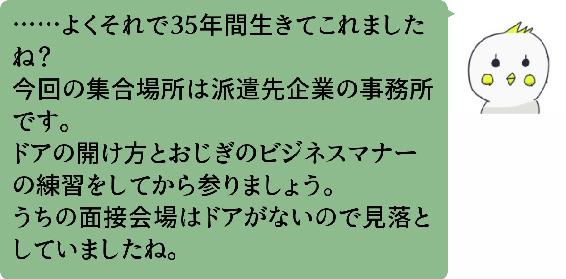 ……よくそれで35年間生きてこれました
ね？
今回の集合場所は派遣先企業の事務所
です。
ドアの開け方とおじぎのビジネスマナー
の練習をしてから参りましょう。
うちの面接会場はドアがないので見落と
していましたね。